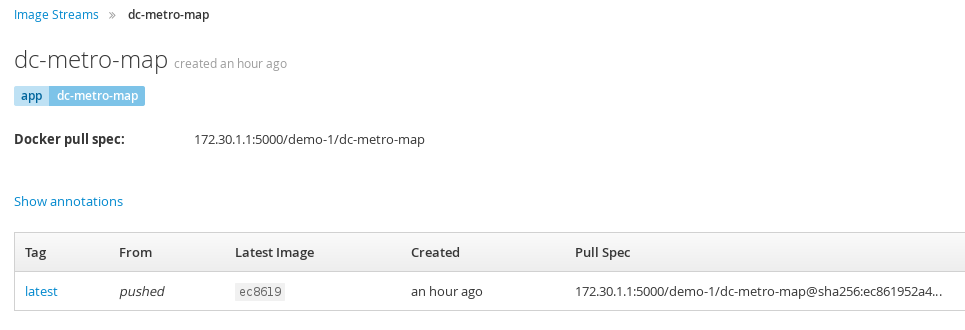 Image Streams » dc-metro-map
dc-metro-map created an hour ago
app dc-metro-map
Docker pull spec: 172.30.1.1:5000/demo-1/dc-metro-map
Show annotations
Tag From Latest Image Created Pull Spec
latest pushed ec8619 an hour ago 172.30.1.1:5000/demo-1/dc-metro-map@sha256:ec861952a4...